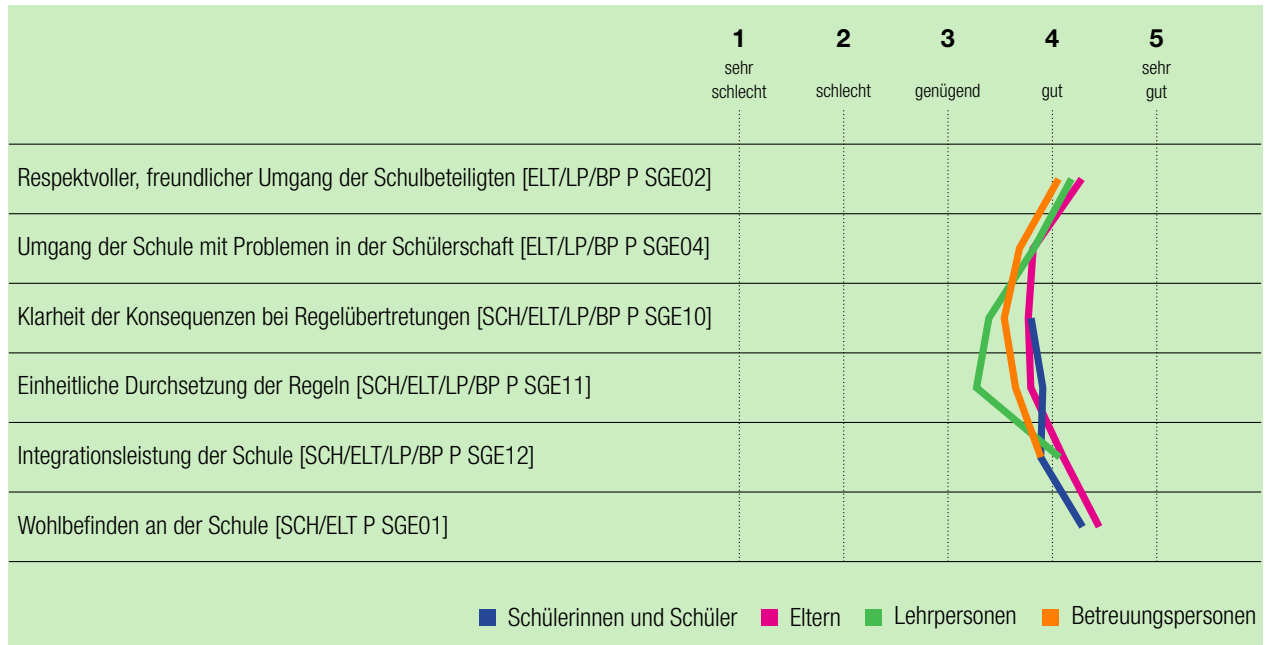 1 2 3 4 5
sehr schlecht schlecht genügend gut sehr gut
Respektvoller, freundlicher Umgang der Schulbeteiligten [ELT/LP/BP P SGE02]
Umgang der Schule mit Problemen in der Schülerschaft [ELT/LP/BP P SGE04]
Klarheit der Konsequenzen bei Regelübertretungen [SCH/ELT/LP/BP P SGE10]
Einheitliche Durchsetzung der Regeln [SCH/ELT/LP/BP P SGE11]
Integrationsleistung der Schule [SCH/ELT/LP/BP P SGE12]
Wohlbefinden an der Schule [SCH/ELT P SGE01]
Schülerinnen und Schüler Eltern Lehrpersonen Betreuungspersonen